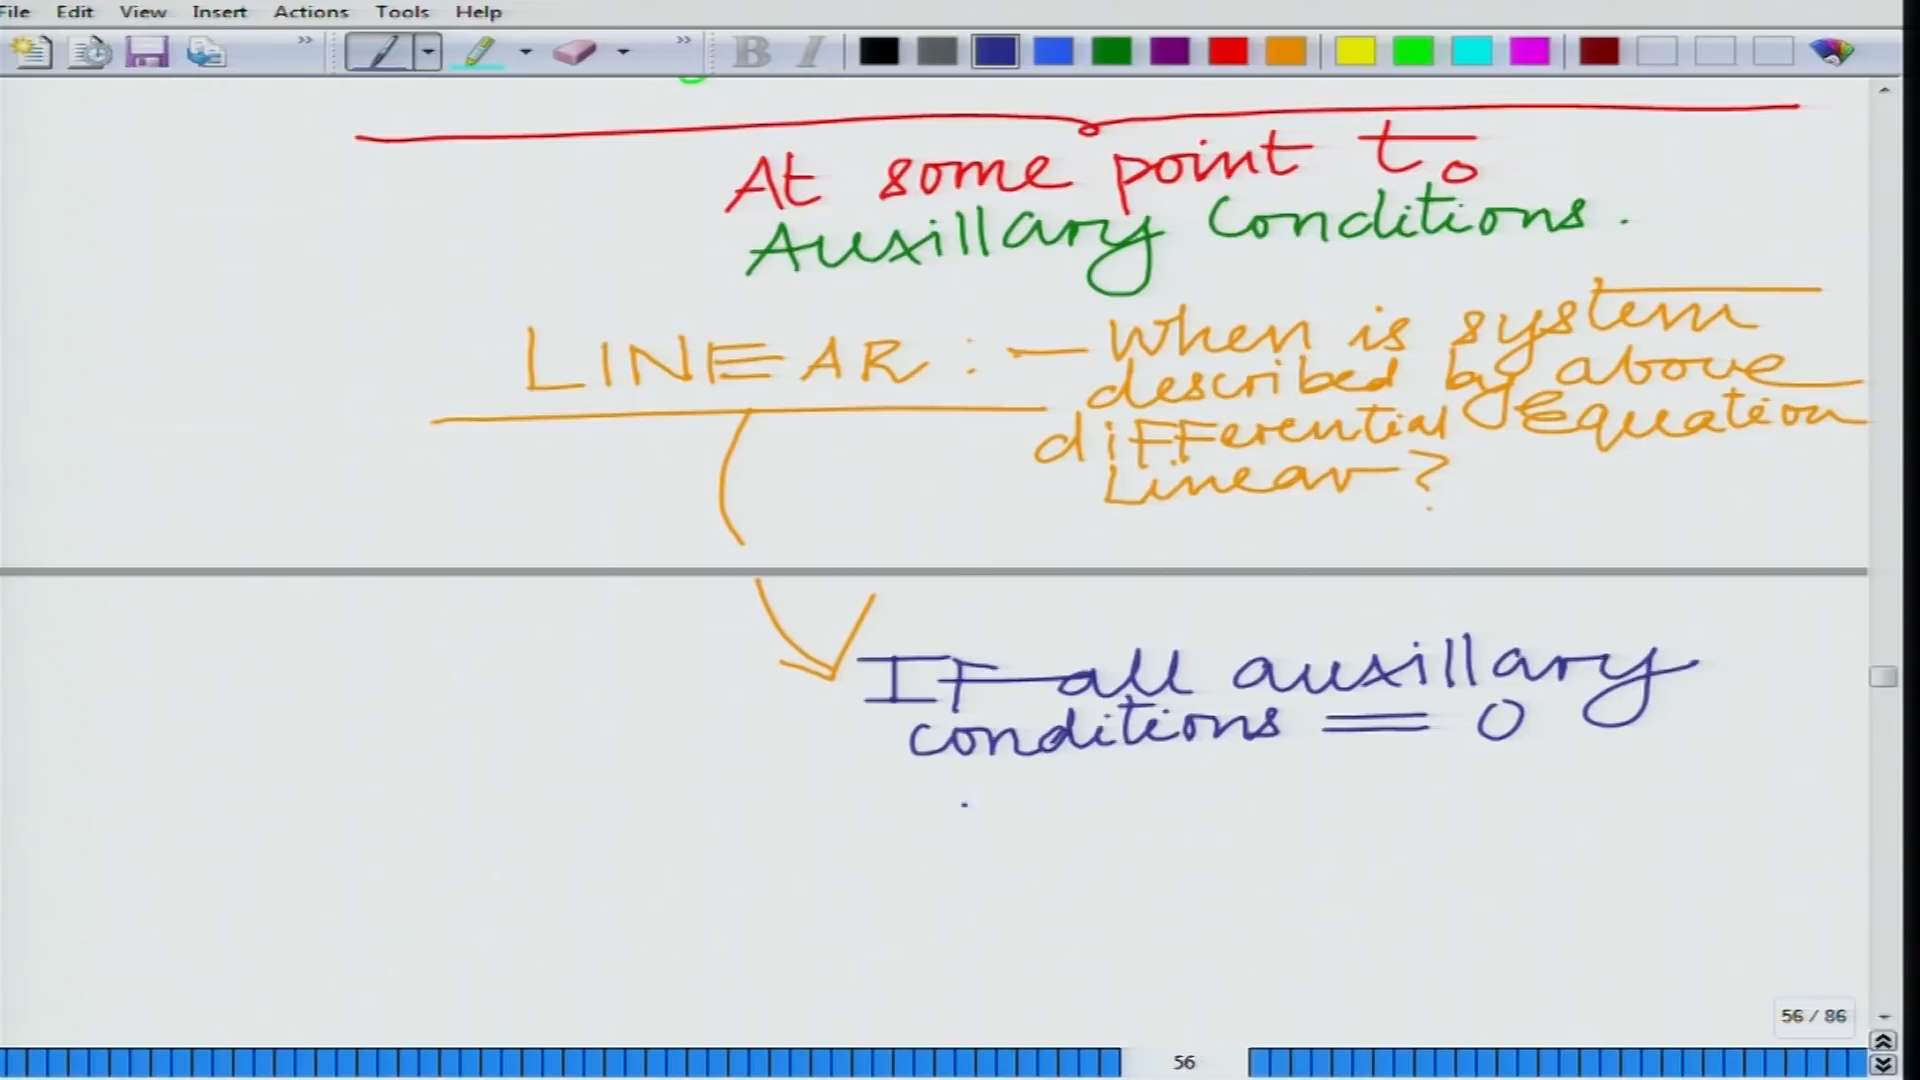 File Edit View Insert Actions Tools Help
B I
At some point to
Auxillary Conditions.
LINEAR :- When is system
described by above
differential Equation
Linear?
IF all auxillary
conditions = 0
56 / 86
56